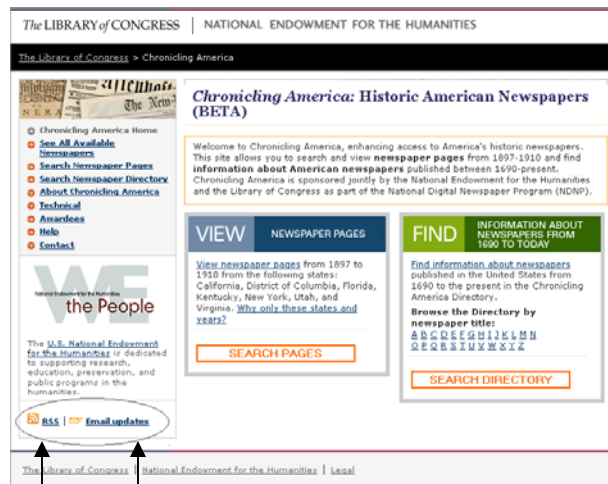 The LIBRARY of CONGRESS | NATIONAL ENDOWMENT FOR THE HUMANITIES
The Library of Congress > Chronicling America
The New
N E R A
Chronicling America Home
See All Available
Newspapers
Search Newspaper Pages
Search Newspaper Directory
About Chronicling America
Technical
Awardees
Help
Contact
WE
National Endowment for the Humanities
the People
The U.S. National Endowment
for the Humanities is dedicated
to supporting research,
education, preservation, and
public programs in the
humanities.
RSS | Email updates
Chronicling America: Historic American Newspapers
(BETA)
Welcome to Chronicling America, enhancing access to America's historic newspapers.
This site allows you to search and view newspaper pages from 1897-1910 and find
information about American newspapers published between 1690-present.
Chronicling America is sponsored jointly by the National Endowment for the Humanities
and the Library of Congress as part of the National Digital Newspaper Program (NDNP).
VIEW NEWSPAPER PAGES
View newspaper pages from 1897 to
1910 from the following states:
California, District of Columbia, Florida,
Kentucky, New York, Utah, and
Virginia. Why only these states and
years?
SEARCH PAGES
FIND INFORMATION ABOUT
NEWSPAPERS FROM
1690 TO TODAY
Find information about newspapers
published in the United States from
1690 to the present in the Chronicling
America Directory.
Browse the Directory by
newspaper title:
A B C D E F G H I J K L M N
O P Q R S T U V W X Y Z
SEARCH DIRECTORY
The Library of Congress | National Endowment for the Humanities | Legal